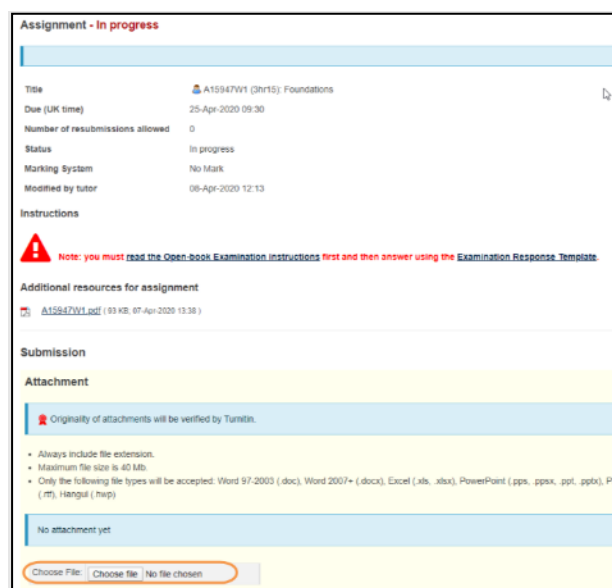 Assignment - In progress
Title A15947W1 (3hr15): Foundations
Due (UK time) 25-Apr-2020 09:30
Number of resubmissions allowed 0
Status In progress
Marking System No Mark
Modified by tutor 08-Apr-2020 12:13
Instructions
Note: you must read the Open-book Examination instructions first and then answer using the Examination Response Template.
Additional resources for assignment
A15947W1.pdf ( 93 KB; 07-Apr-2020 13:38 )
Submission
Attachment
Originality of attachments will be verified by Turnitin.
• Always include file extension.
• Maximum file size is 40 Mb.
• Only the following file types will be accepted: Word 97-2003 (.doc), Word 2007+ (.docx), Excel (.xls, .xlsx), PowerPoint (.pps, .ppsx, .ppt, .pptx), P
(.rtf), Hangul (.hwp)
No attachment yet
Choose File: Choose file No file chosen